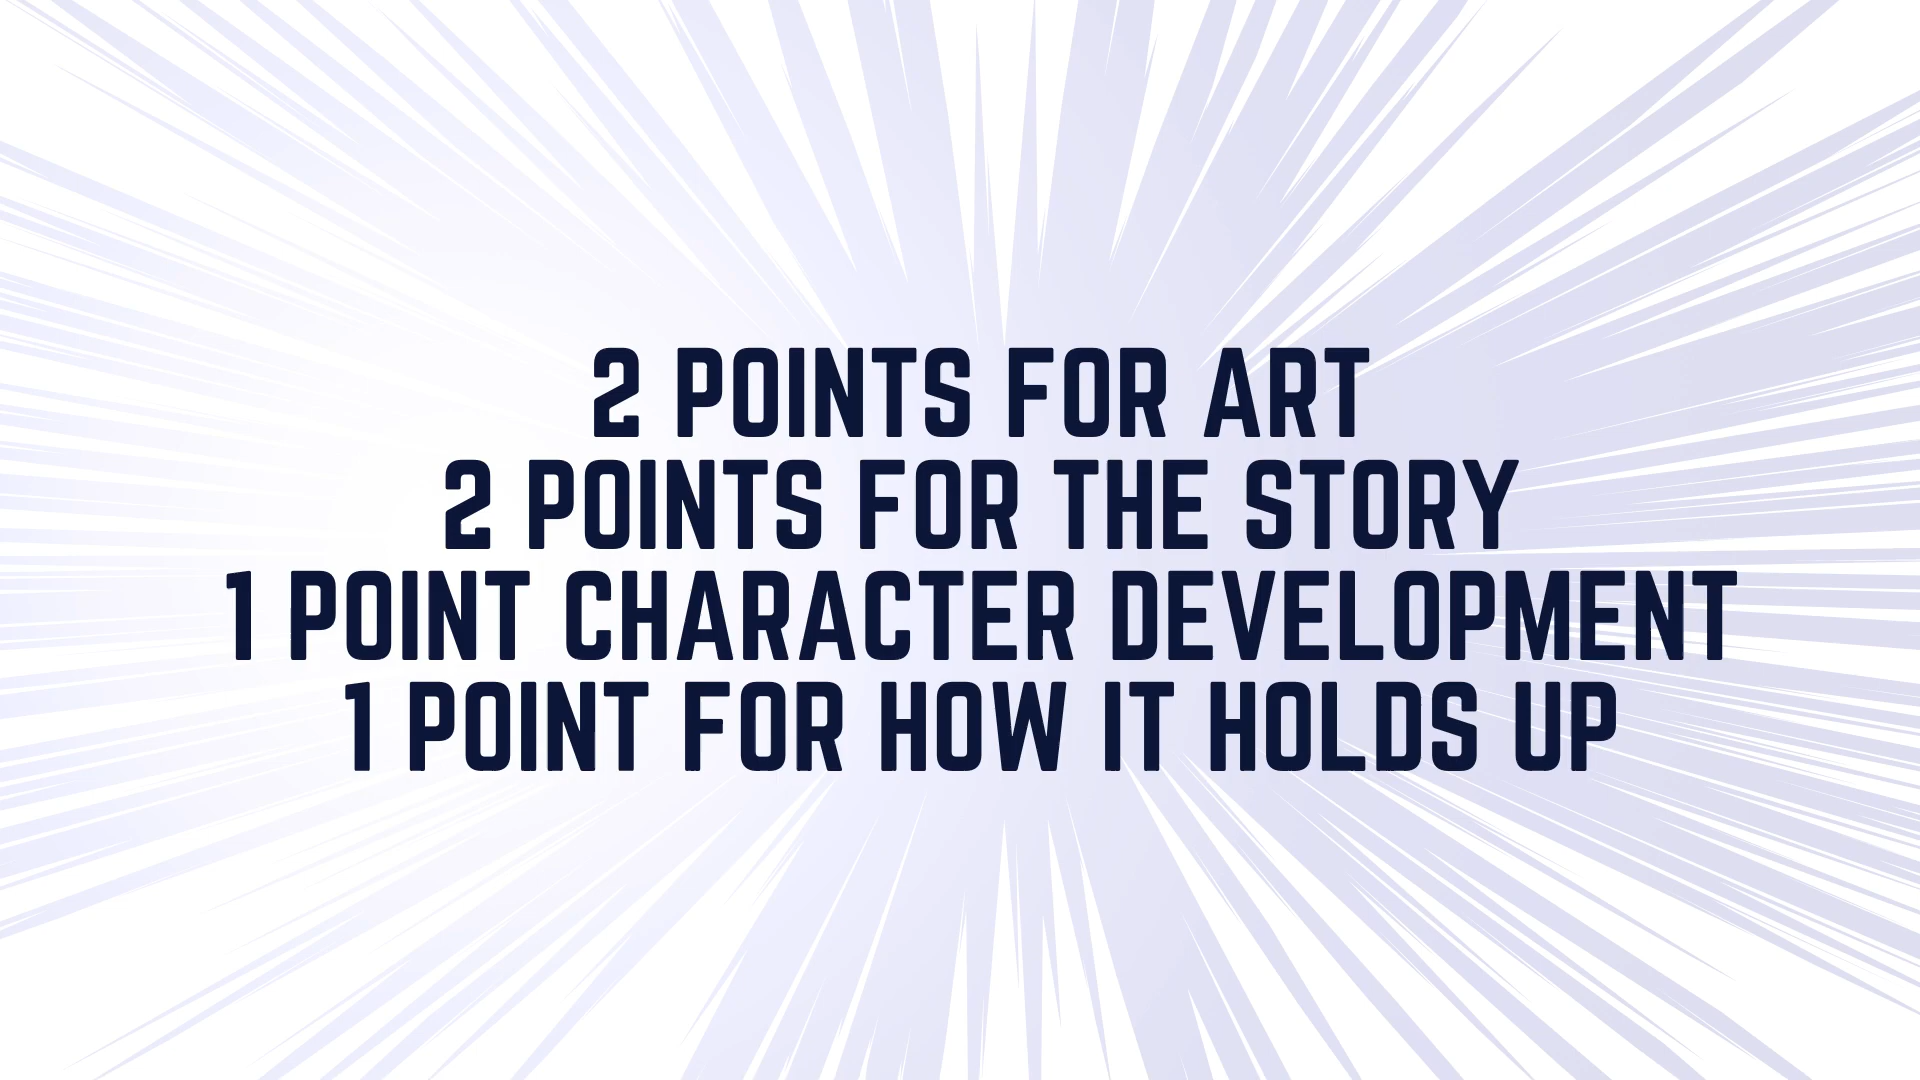 2 POINTS FOR ART
2 POINTS FOR THE STORY
1 POINT CHARACTER DEVELOPMENT
1 POINT FOR HOW IT HOLDS UP